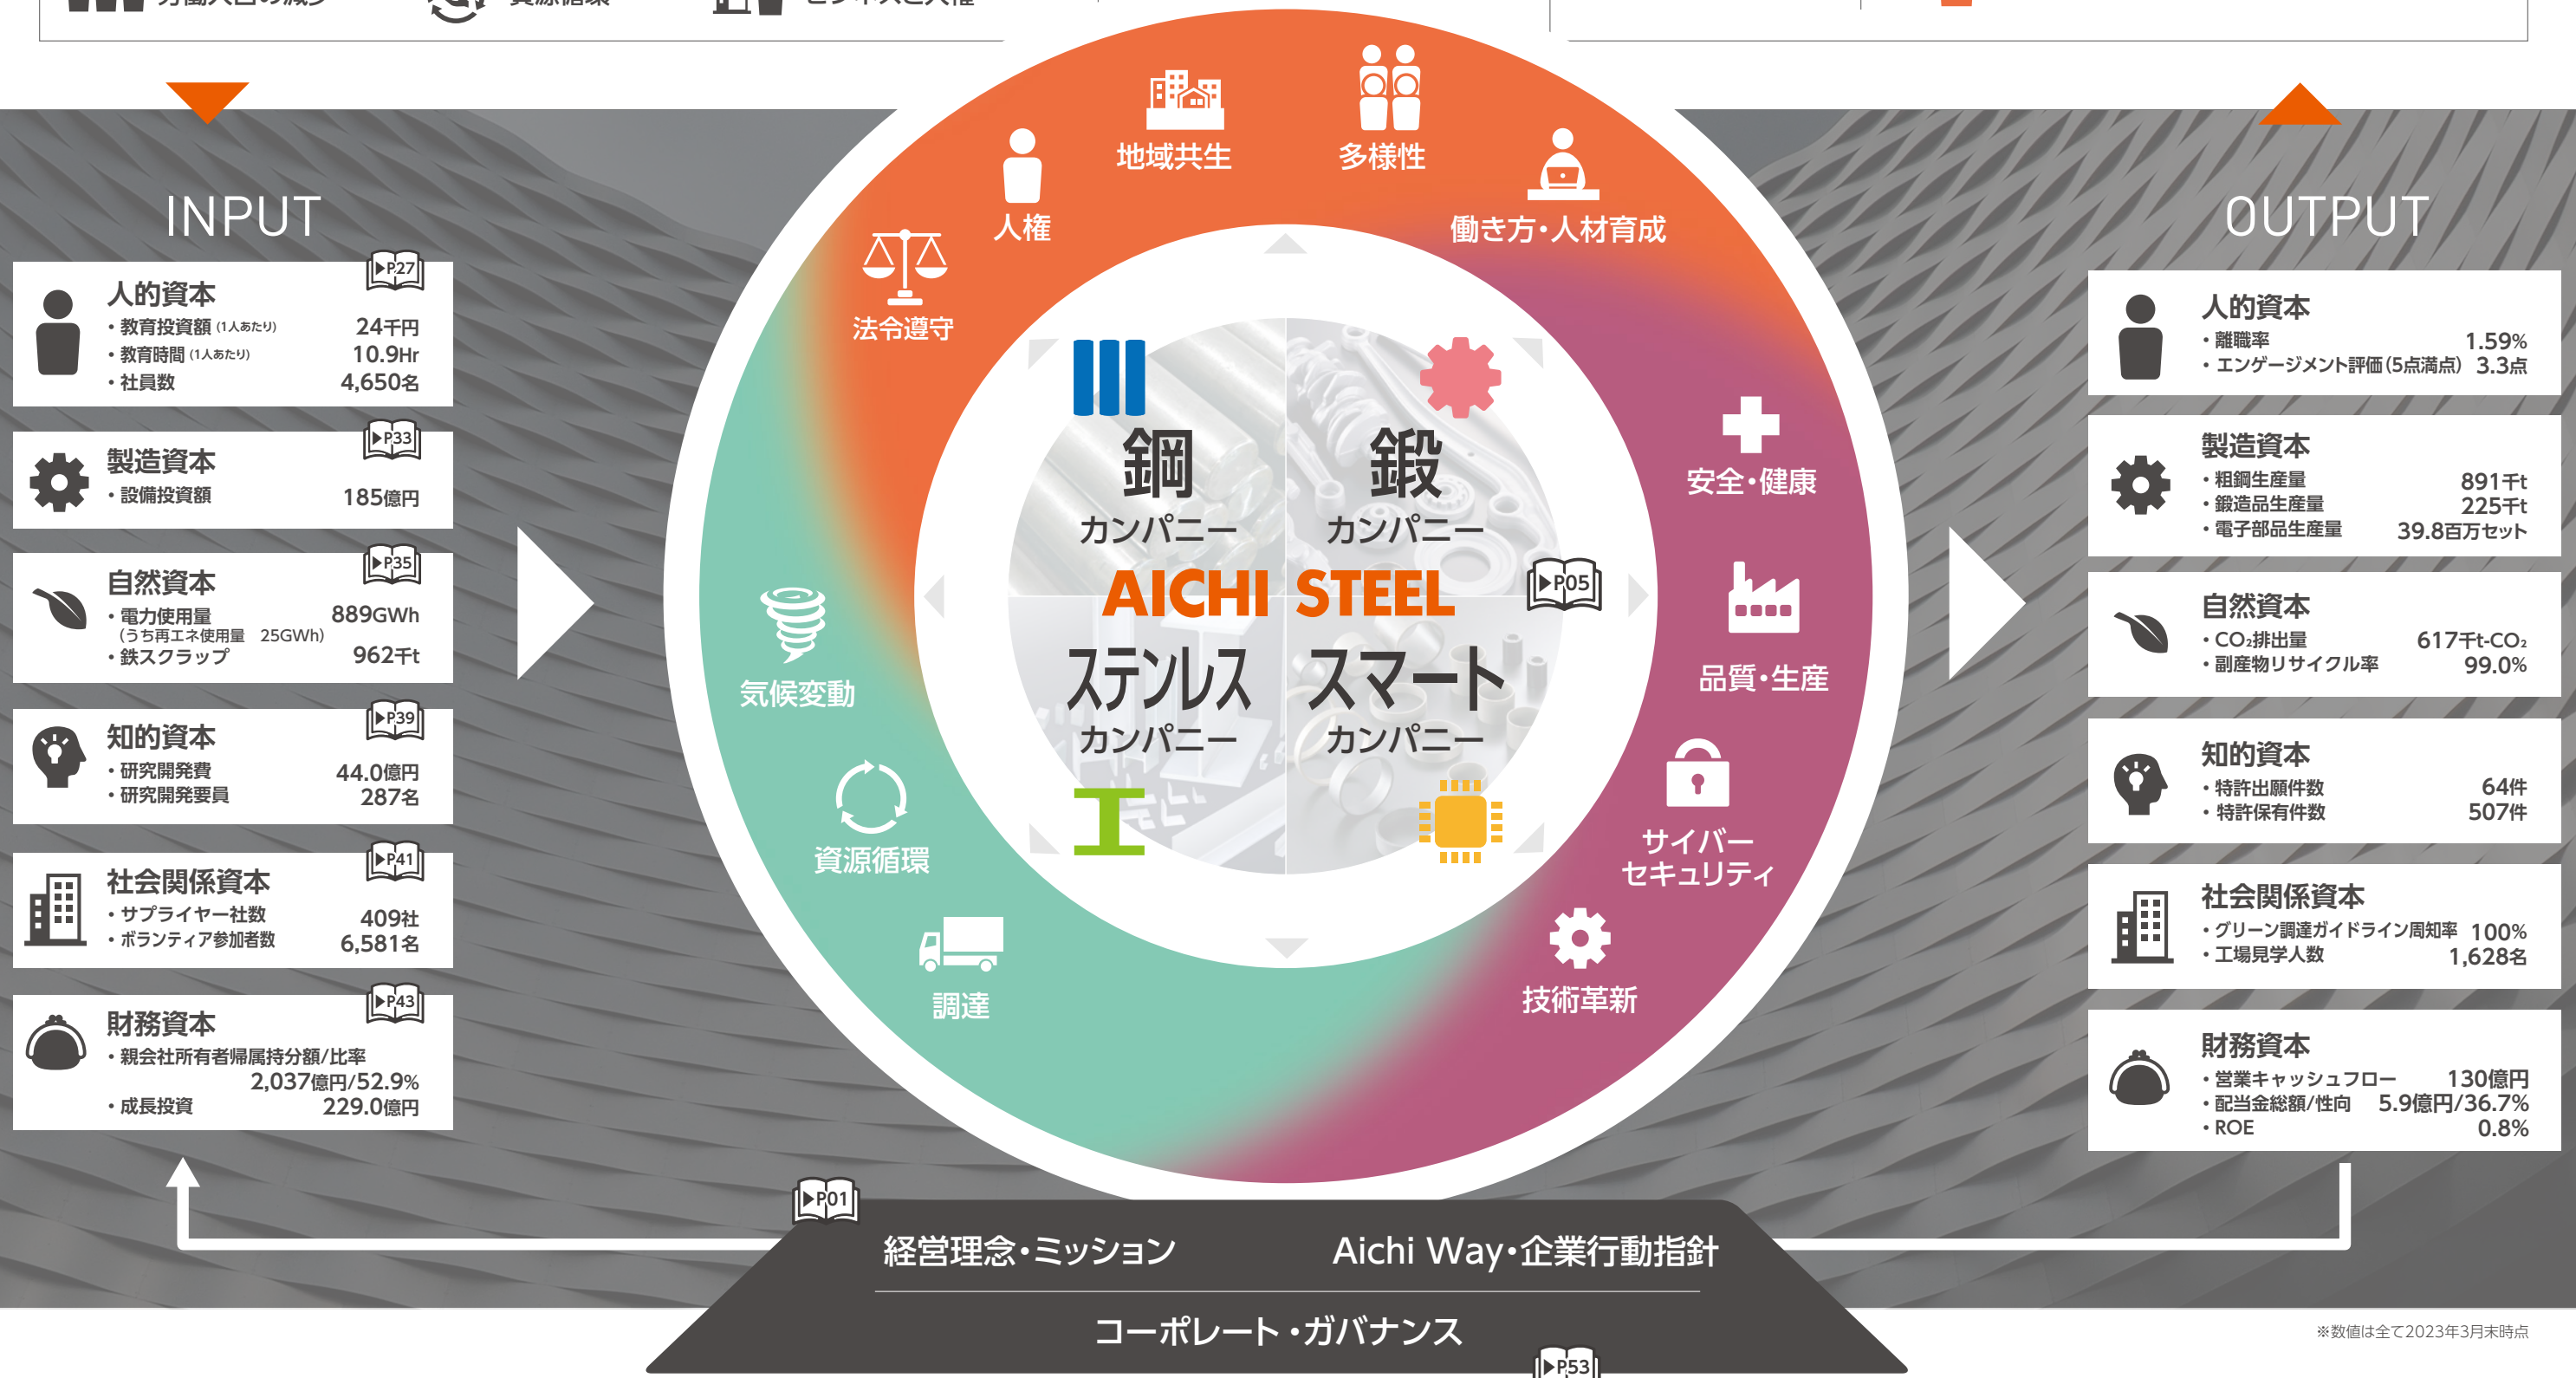 資源循環
INPUT
人的資本
▶P27
・教育投資額(1人あたり) 24千円
・教育時間(1人あたり) 10.9Hr
・社員数 4,650名
製造資本
▶P33
・設備投資額 185億円
自然資本
▶P35
・電力使用量 889GWh
(うち再エネ使用量 25GWh)
・鉄スクラップ 962千t
知的資本
▶P39
・研究開発費 44.0億円
・研究開発要員 287名
社会関係資本
▶P41
・サプライヤー社数 409社
・ボランティア参加者数 6,581名
財務資本
▶P43
・親会社所有者帰属持分額/比率
2,037億円/52.9%
・成長投資 229.0億円
法令遵守
人権
地域共生
多様性
働き方・人材育成
安全・健康
品質・生産
サイバー
セキュリティ
技術革新
気候変動
資源循環
調達
鋼
カンパニー
鍛
カンパニー
AICHI STEEL
▶P05
ステンレス
カンパニー
スマート
カンパニー
OUTPUT
人的資本
・離職率 1.59%
・エンゲージメント評価(5点満点) 3.3点
製造資本
・粗鋼生産量 891千t
・鍛造品生産量 225千t
・電子部品生産量 39.8百万セット
自然資本
・CO₂排出量 617千t-CO₂
・副産物リサイクル率 99.0%
知的資本
・特許出願件数 64件
・特許保有件数 507件
社会関係資本
・グリーン調達ガイドライン周知率 100%
・工場見学人数 1,628名
財務資本
・営業キャッシュフロー 130億円
・配当金総額/性向 5.9億円/36.7%
・ROE 0.8%
▶P01
経営理念・ミッション Aichi Way・企業行動指針
コーポレート・ガバナンス
▶P53
※数値は全て2023年3月末時点